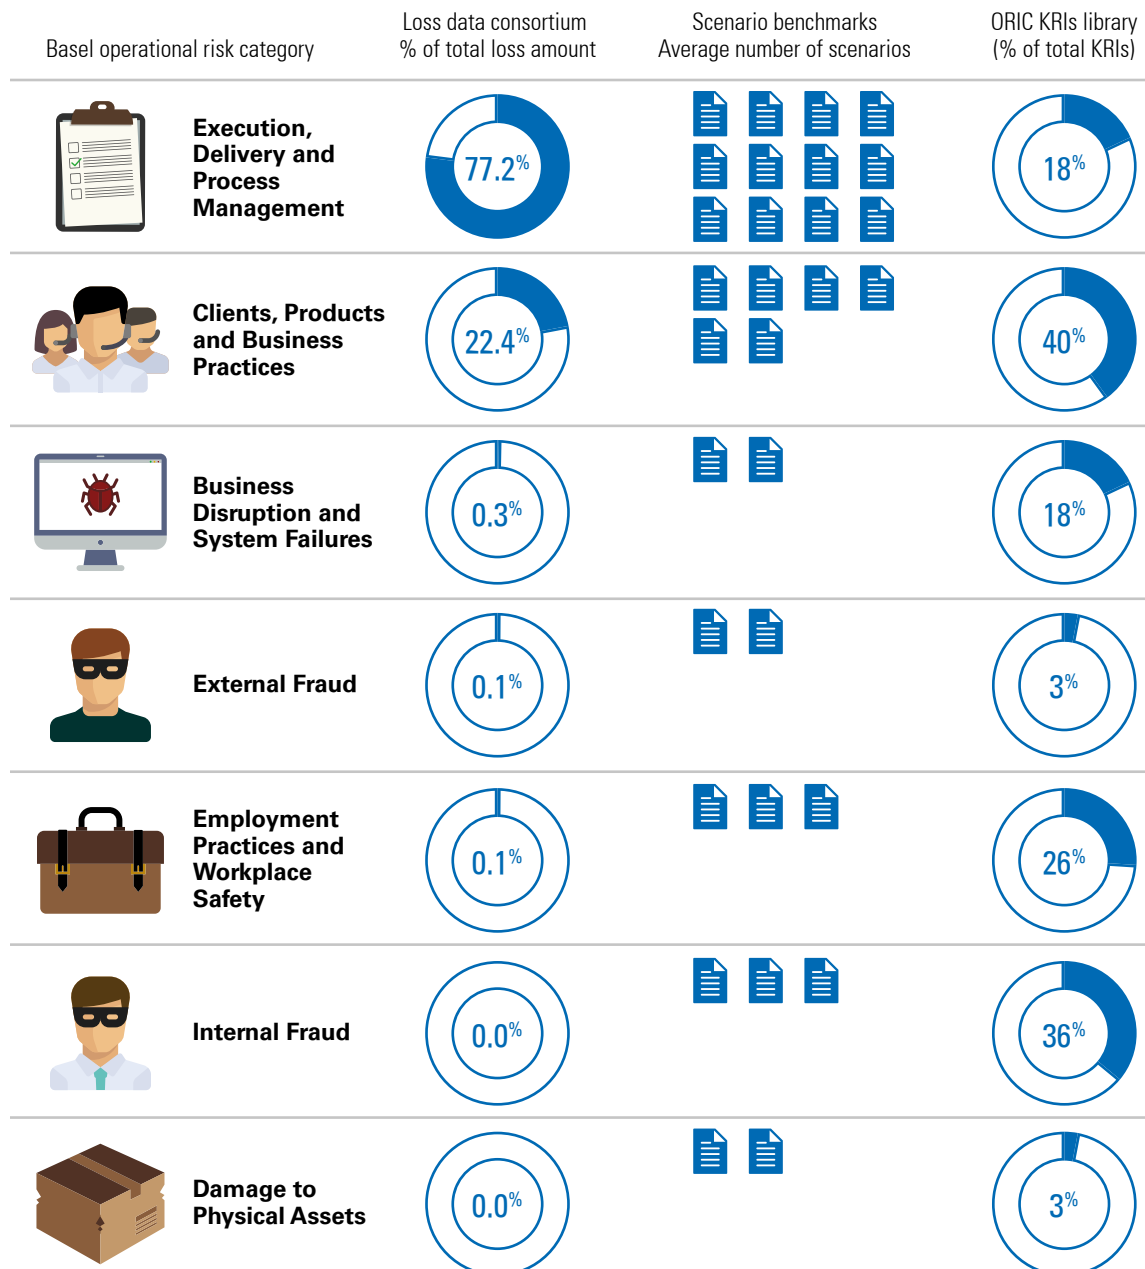 Basel operational risk category
Loss data consortium
% of total loss amount
Scenario benchmarks
Average number of scenarios
ORIC KRIs library
(% of total KRIs)
Execution,
Delivery and
Process
Management
77.2%
18%
Clients, Products
and Business
Practices
22.4%
40%
Business
Disruption and
System Failures
0.3%
18%
External Fraud
0.1%
3%
Employment
Practices and
Workplace
Safety
0.1%
26%
Internal Fraud
0.0%
36%
Damage to
Physical Assets
0.0%
3%